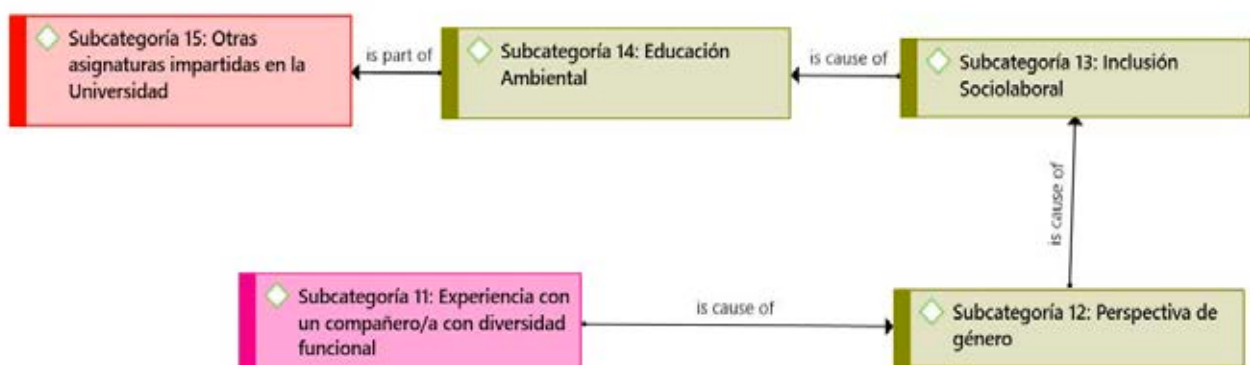 Subcategoría 15: Otras
asignaturas impartidas en la
Universidad
is part of
Subcategoría 14: Educación
Ambiental
is cause of
Subcategoría 13: Inclusión
Sociolaboral
is cause of
Subcategoría 11: Experiencia con
un compañero/a con diversidad
funcional
is cause of
Subcategoría 12: Perspectiva de
género